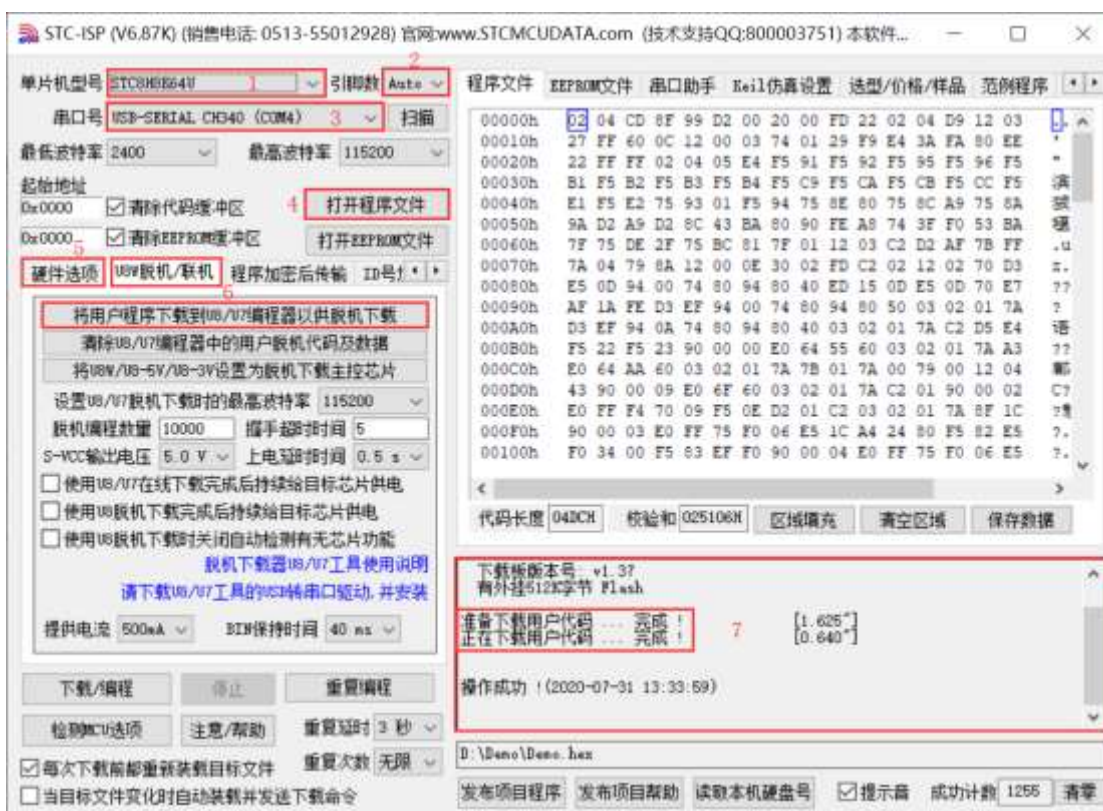 STC-ISP (V6.87K) (销售电话: 0513-55012928) 官网:www.STCMCUDATA.com (技术支持QQ:800003751) 本软件...
单片机型号 STC8H8K64U 1 引脚数 Auto 2
串口号 USB-SERIAL CH340 (COM4) 3 扫描
最低波特率 2400 最高波特率 115200
起始地址
0x0000 清除代码缓冲区 4 打开程序文件
0x0000 清除EEPROM缓冲区 打开EEPROM文件
5
硬件选项 U8W脱机/联机 程序加密后传输
6
将用户程序下载到U8/U7编程器以供脱机下载
清除U8/U7编程器中的用户脱机代码及数据
将U8W/U8-5V/U8-3V设置为脱机下载主控芯片
设置U8/U7脱机下载时的最高波特率 115200
脱机编程数量 10000 握手超时时间 5
S-VCC输出电压 5.0 V 上电延时时间 0.5 s
使用U8/U7在线下载完成后持续给目标芯片供电
使用U8脱机下载完成后持续给目标芯片供电
使用U8脱机下载时关闭自动检测有无芯片功能
脱机下载器U8/U7工具使用说明
请下载U8/U7工具的USB转串口驱动,并安装
提供电流 500mA BIN保持时间 40 ms
下载/编程 停止 重复编程
检测MCU选项 注意/帮助 重复延时 3 秒
重复次数 无限
每次下载前都重新装载目标文件
当目标文件变化时自动装载并发送下载命令
程序文件 EEPROM文件 串口助手 Keil仿真设置 选型/价格/样品 范例程序
00000h 02 04 CD 8F 99 D2 00 20 00 FD 22 02 04 D9 12 03
00010h 27 FF 60 0C 12 00 03 74 01 29 F9 E4 3A FA 80 EE
00020h 22 FF FF 02 04 05 E4 F5 91 F5 92 F5 95 F5 96 F5
00030h B1 F5 B2 F5 B3 F5 B4 F5 C9 F5 CA F5 CB F5 CC F5
00040h E1 F5 E2 75 93 01 F5 94 75 8E 80 75 8C A9 75 8A
00050h 9A D2 A9 D2 8C 43 BA 80 90 FE A8 74 3F F0 53 BA
00060h 7F 75 DE 2F 75 BC 81 7F 01 12 03 C2 D2 AF 7B FF
00070h 7A 04 79 8A 12 00 0E 30 02 FD C2 02 12 02 70 D3
00080h E5 0D 94 00 74 80 94 80 40 ED 15 0D E5 0D 70 E7
00090h AF 1A FE D3 EF 94 00 74 80 94 80 50 03 02 01 7A
000A0h D3 EF 94 0A 74 80 94 80 40 03 02 01 7A C2 D5 E4
000B0h F5 22 F5 23 90 00 00 E0 64 55 60 03 02 01 7A A3
000C0h E0 64 AA 60 03 02 01 7A 7B 01 7A 00 79 00 12 04
000D0h 43 90 00 09 E0 6F 60 03 02 01 7A C2 01 90 00 02
000E0h E0 FF F4 70 09 F5 0E D2 01 C2 03 02 01 7A 8F 1C
000F0h 90 00 03 E0 FF 75 F0 06 E5 1C A4 24 80 F5 82 E5
00100h F0 34 00 F5 83 EF F0 90 00 04 E0 FF 75 F0 06 E5
代码长度 04DCH 校验和 025106H 区域填充 清空区域 保存数据
下载板版本号: v1.37
有外挂512K字节 Flash
准备下载用户代码 ... 完成 ! [1.625"]
正在下载用户代码 ... 完成 ! 7 [0.640"]
操作成功 !(2020-07-31 13:33:59)
D:\Demo\Demo.hex
发布项目程序 发布项目帮助 读取本机硬盘号 提示音 成功计数 1255 清零